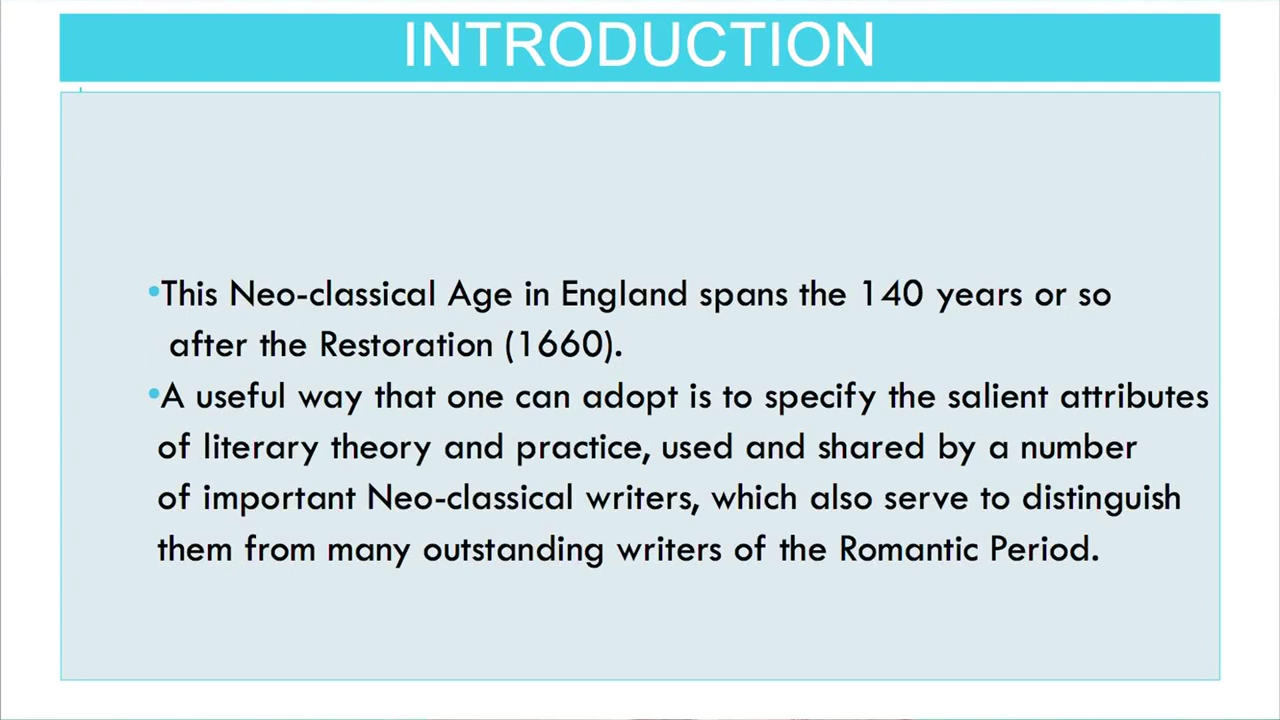 INTRODUCTION
•This Neo-classical Age in England spans the 140 years or so
after the Restoration (1660).
•A useful way that one can adopt is to specify the salient attributes
of literary theory and practice, used and shared by a number
of important Neo-classical writers, which also serve to distinguish
them from many outstanding writers of the Romantic Period.